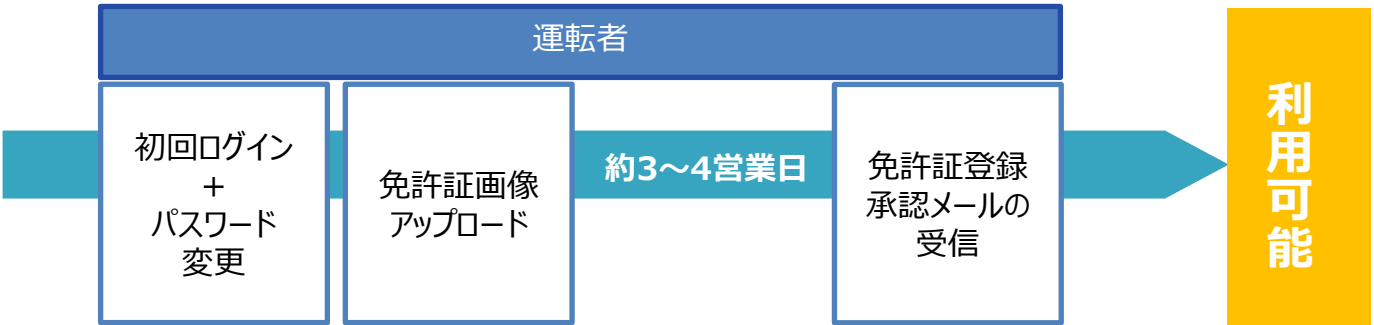 運転者
初回ログイン
+
パスワード
変更
免許証画像
アップロード
約3～4営業日
免許証登録
承認メールの
受信
利用可能